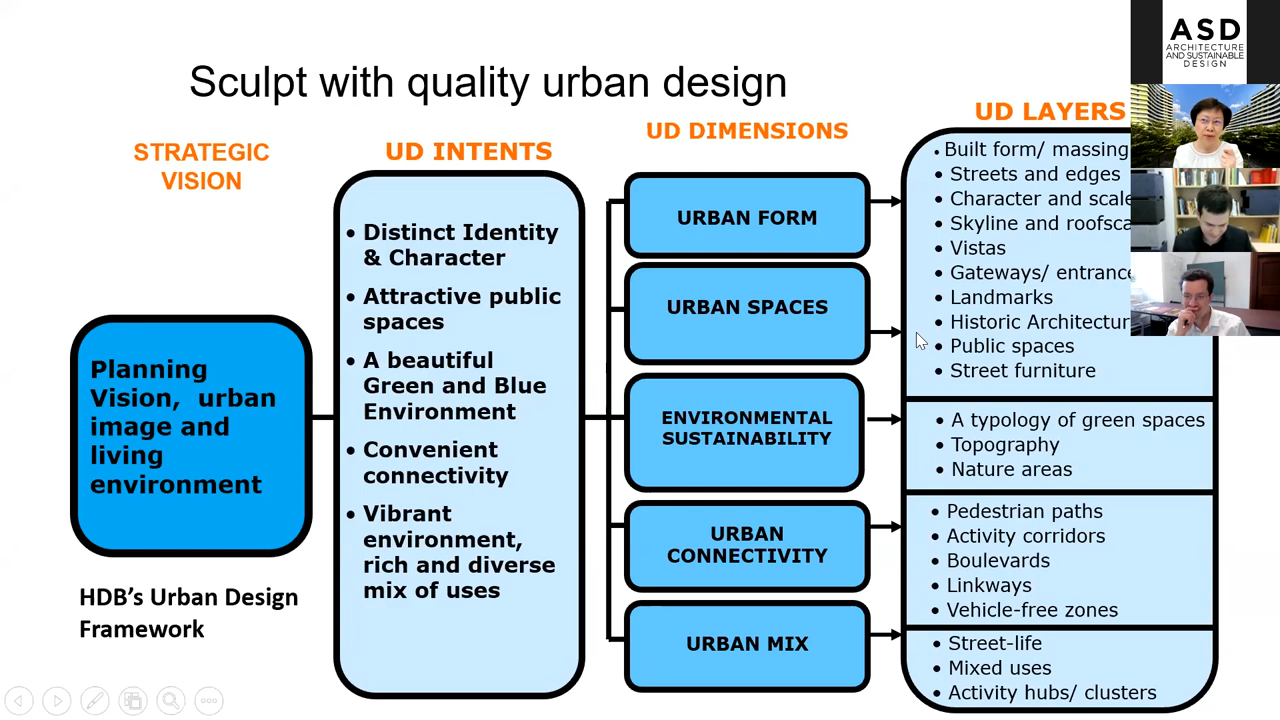 Sculpt with quality urban design
ASD
ARCHITECTURE
AND SUSTAINABLE
DESIGN
STRATEGIC
VISION
Planning
Vision, urban
image and
living
environment
HDB’s Urban Design
Framework
UD INTENTS
• Distinct Identity
& Character
• Attractive public
spaces
• A beautiful
Green and Blue
Environment
• Convenient
connectivity
• Vibrant
environment,
rich and diverse
mix of uses
UD DIMENSIONS
URBAN FORM
URBAN SPACES
ENVIRONMENTAL
SUSTAINABILITY
URBAN
CONNECTIVITY
URBAN MIX
UD LAYERS
• Built form/ massing
• Streets and edges
• Character and scale
• Skyline and
• Vistas
• Gateways/
• Landmarks
• Historic
• Public spaces
• Street furniture
• A typology of green spaces
• Topography
• Nature areas
• Pedestrian paths
• Activity corridors
• Boulevards
• Linkways
• Vehicle-free zones
• Street-life
• Mixed uses
• Activity hubs/ clusters